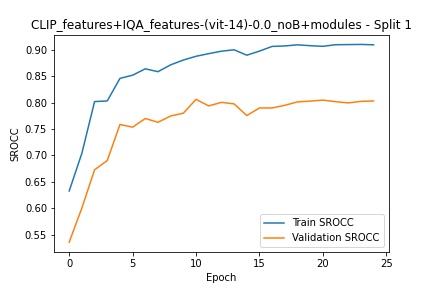 CLIP_features+IQA_features-(vit-14)-0.0_noB+modules - Split 1
0.90
0.85
0.80
0.75
0.70
0.65
0.60
0.55
SROCC
Train SROCC
Validation SROCC
0 5 10 15 20 25
Epoch